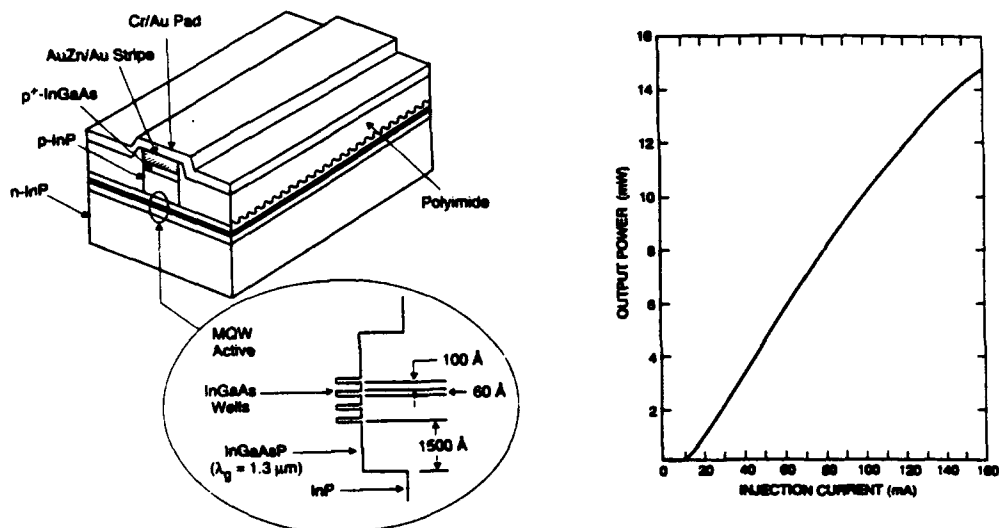 Cr/Au Pad
AuZn/Au Stripe
p+-InGaAs
p-InP
n-InP
Polyimide
MQW
Active
100 Å
InGaAs
Wells
60 Å
1500 Å
InGaAsP
(λg = 1.3 μm)
InP
OUTPUT POWER (mW)
16
14
12
10
8
6
4
2
0
20
40
60
80
100
120
140
160
INJECTION CURRENT (mA)